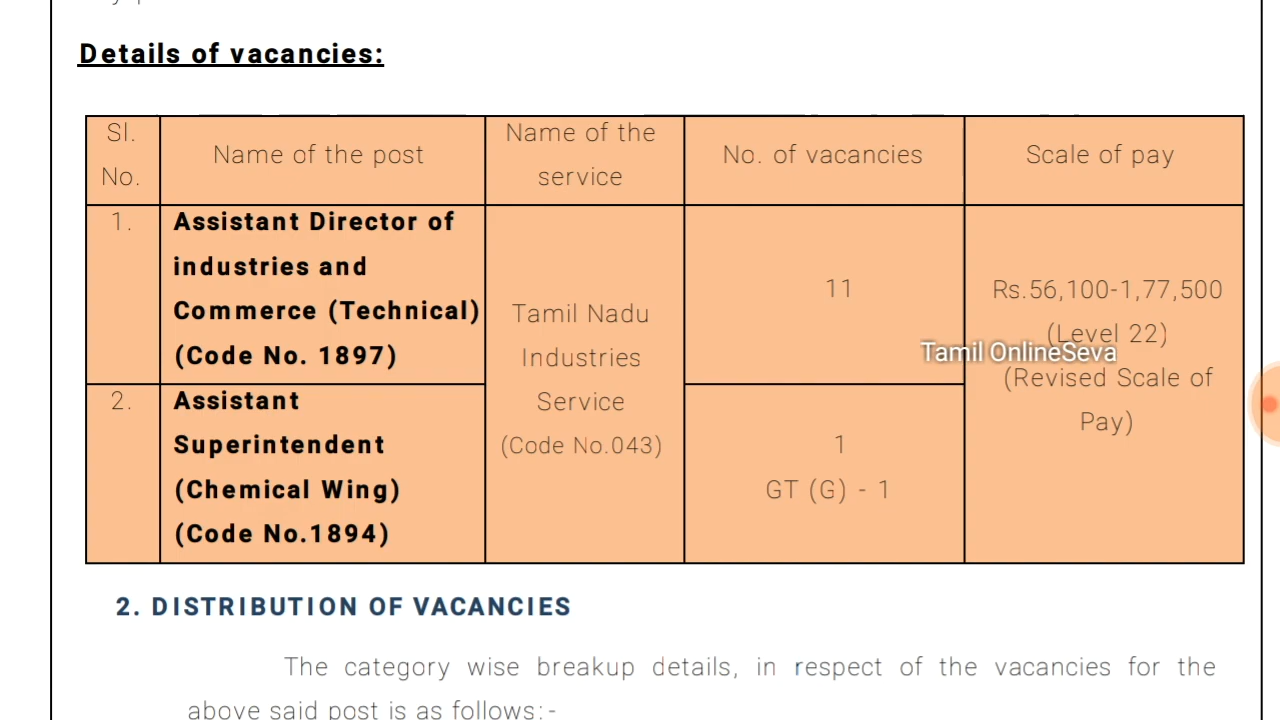 Details of vacancies:
Sl.
No.
Name of the post
Name of the
service
No. of vacancies
Scale of pay
1.
Assistant Director of
industries and
Commerce (Technical)
(Code No. 1897)
Tamil Nadu
Industries
Service
(Code No.043)
11
Rs.56,100-1,77,500
(Level 22)
(Revised Scale of
Pay)
Tamil OnlineSeva
2.
Assistant
Superintendent
(Chemical Wing)
(Code No.1894)
1
GT (G) - 1
2. DISTRIBUTION OF VACANCIES
The category wise breakup details, in respect of the vacancies for the
above said post is as follows:-